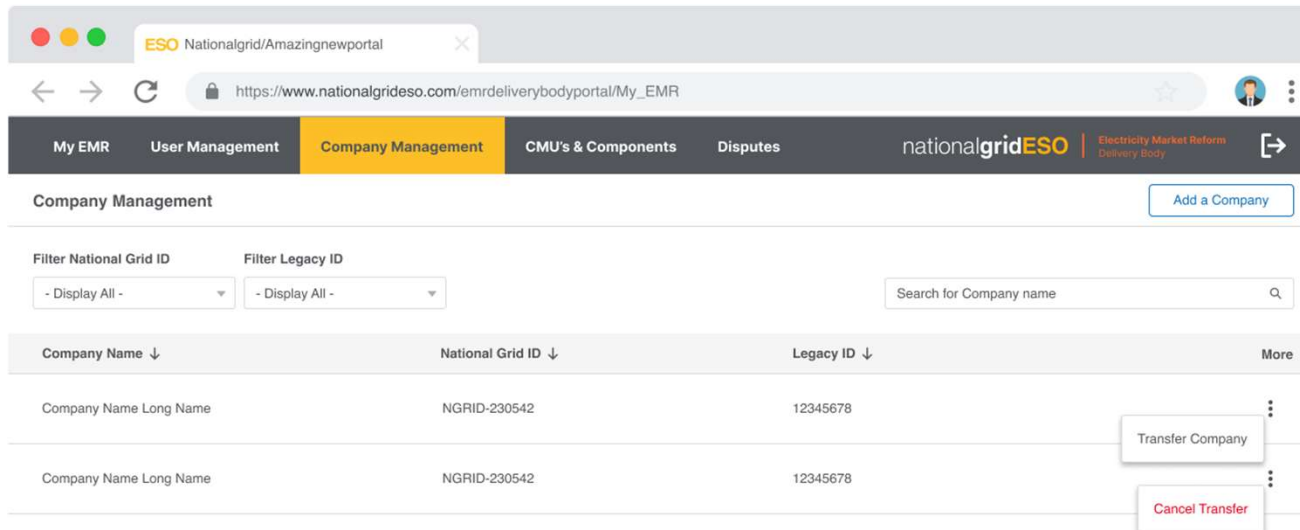 ESO Nationalgrid/Amazingnewportal
https://www.nationalgrideso.com/emrdeliverybodyportal/My_EMR
My EMR User Management Company Management CMU's & Components Disputes nationalgridESO Electricity Market Reform
Delivery Body
Company Management Add a Company
Filter National Grid ID Filter Legacy ID
- Display All - - Display All - Search for Company name
Company Name ↓ National Grid ID ↓ Legacy ID ↓ More
Company Name Long Name NGRID-230542 12345678
Transfer Company
Company Name Long Name NGRID-230542 12345678
Cancel Transfer